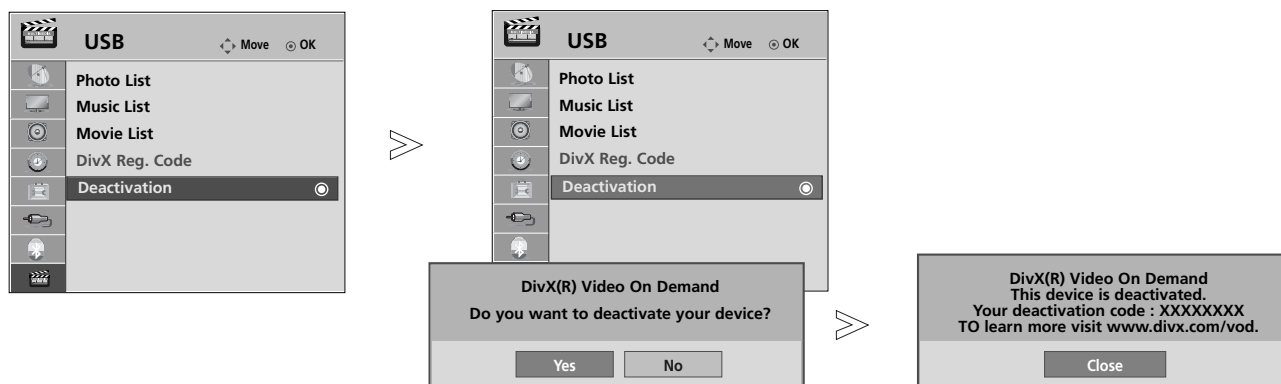 USB
Move
OK
Photo List
Music List
Movie List
DivX Reg. Code
Deactivation
USB
Move
OK
Photo List
Music List
Movie List
DivX Reg. Code
Deactivation
DivX(R) Video On Demand
Do you want to deactivate your device?
Yes
No
DivX(R) Video On Demand
This device is deactivated.
Your deactivation code : XXXXXXXX
TO learn more visit www.divx.com/vod.
Close